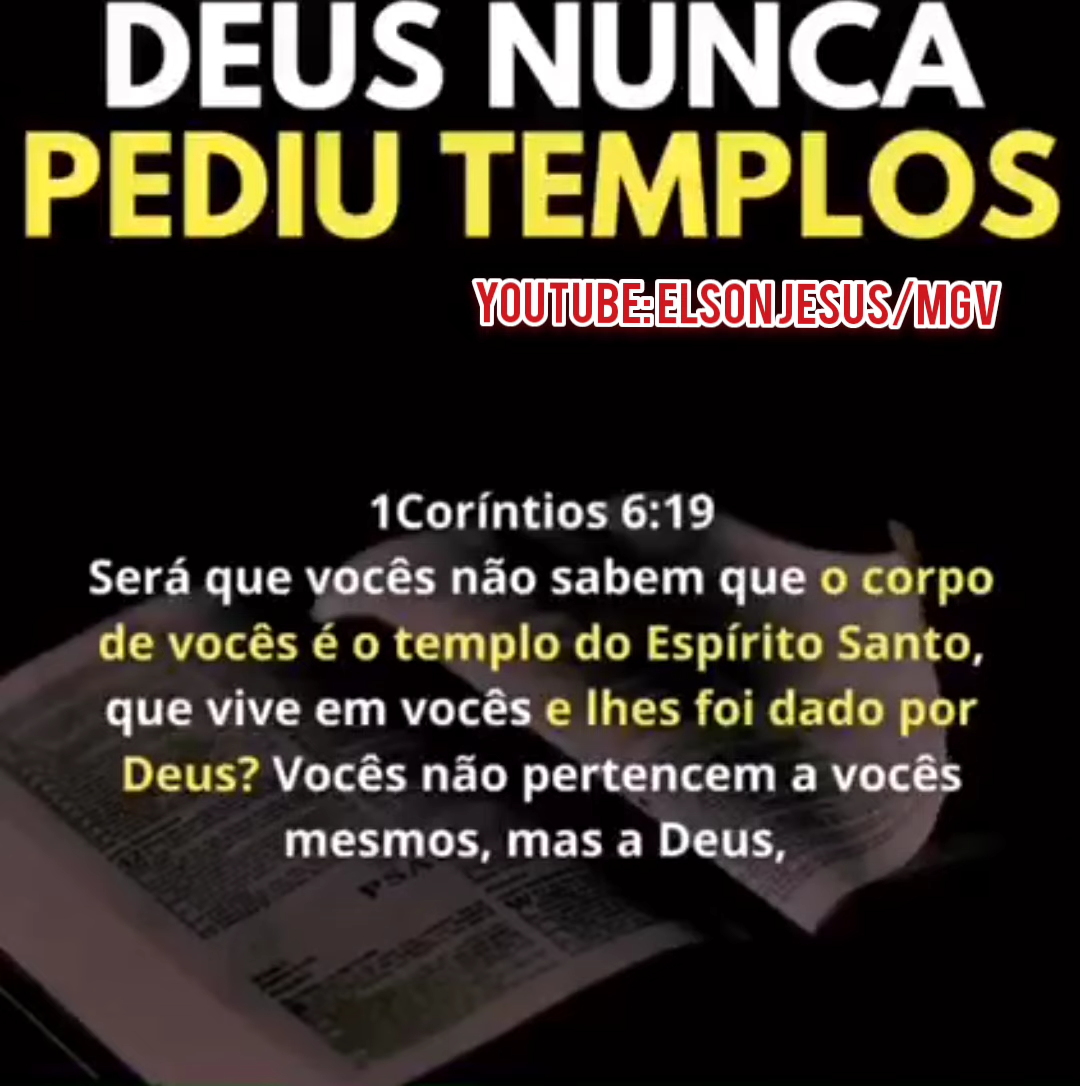 DEUS NUNCA
PEDIU TEMPLOS
YOUTUBE:ELSON JESUS/MGV
1Coríntios 6:19
Será que vocês não sabem que o corpo
de vocês é o templo do Espírito Santo,
que vive em vocês e lhes foi dado por
Deus? Vocês não pertencem a vocês
mesmos, mas a Deus,